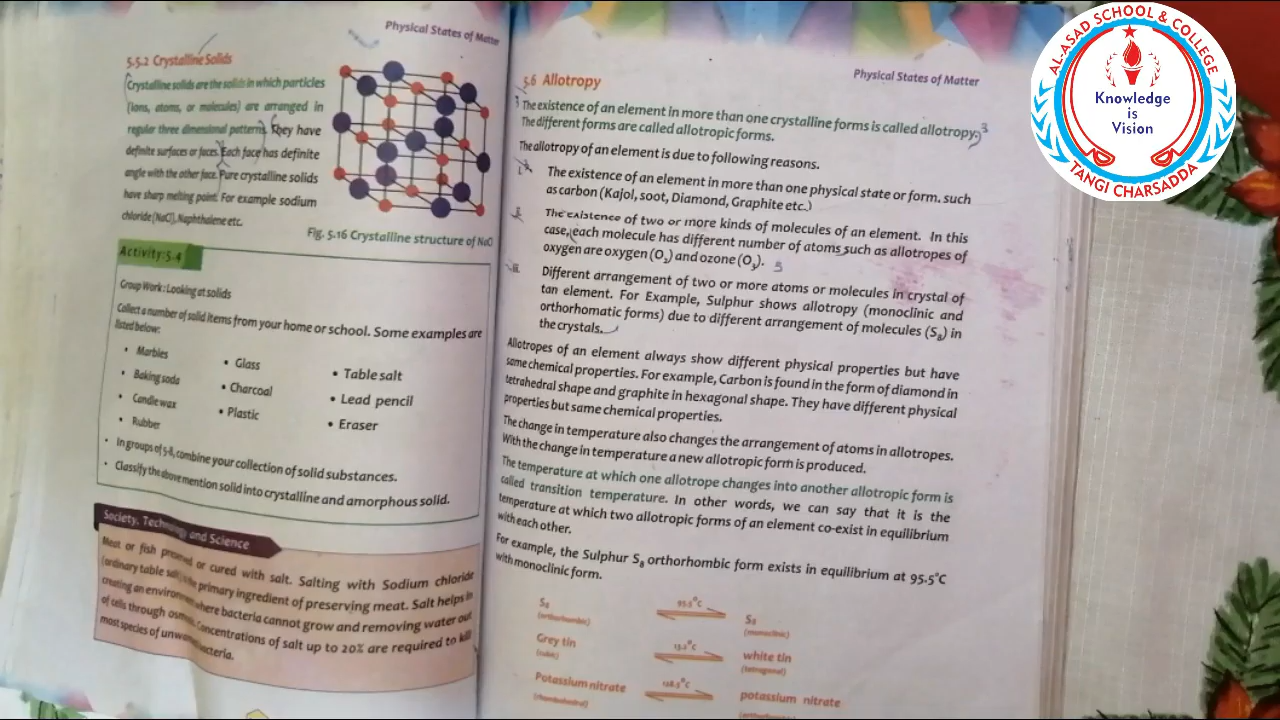 Physical States of Matte
5.5.2 Crystalline Solids
Crystalline solids are the solids in which particles
(ions, atoms, or molecules) are arranged in
regular three dimensional patterns. They have
definite surfaces or faces. Each face has definite
angle with the other face. Pure crystalline solids
have sharp melting point. For example sodium
chloride (NaCl), Naphthalene etc.
Fig. 5.16 Crystalline structure of NaCl
Activity:5.4
Group Work : Looking at solids
Collect a number of solid items from your home or school. Some examples are
listed below:
• Marbles
• Baking soda
• Candle wax
• Rubber
• Glass
• Charcoal
• Plastic
• Table salt
• Lead pencil
• Eraser
• In groups of 5-8, combine your collection of solid substances.
• Classify the above mention solid into crystalline and amorphous solid.
Society, Technology and Science
Meat or fish preserved or cured with salt. Salting with Sodium chloride
(ordinary table salt) is the primary ingredient of preserving meat. Salt helps in
creating an environment where bacteria cannot grow and removing water out
of cells through osmosis. Concentrations of salt up to 20% are required to kill
most species of unwanted bacteria.
Physical States of Matter
5.6 Allotropy
The existence of an element in more than one crystalline forms is called allotropy.
The different forms are called allotropic forms.
The allotropy of an element is due to following reasons.
i. The existence of an element in more than one physical state or form. such
as carbon (Kajol, soot, Diamond, Graphite etc.)
The existence of two or more kinds of molecules of an element. In this
case, each molecule has different number of atoms such as allotropes of
oxygen are oxygen (O₂) and ozone (O₃).
iii. Different arrangement of two or more atoms or molecules in crystal of
tan element. For Example, Sulphur shows allotropy (monoclinic and
orthorhomatic forms) due to different arrangement of molecules (S₈) in
the crystals.
Allotropes of an element always show different physical properties but have
same chemical properties. For example, Carbon is found in the form of diamond in
tetrahedral shape and graphite in hexagonal shape. They have different physical
properties but same chemical properties.
The change in temperature also changes the arrangement of atoms in allotropes.
With the change in temperature a new allotropic form is produced.
The temperature at which one allotrope changes into another allotropic form is
called transition temperature. In other words, we can say that it is the
temperature at which two allotropic forms of an element co-exist in equilibrium
with each other.
For example, the Sulphur S₈ orthorhombic form exists in equilibrium at 95.5°C
with monoclinic form.
S₈ 95.5°C S₈
(orthorhombic) (monoclinic)
Grey tin 13.2°C white tin
(cubic) (tetragonal)
Potassium nitrate 128.5°C potassium nitrate
(rhombohedral)
AL-ASAD SCHOOL & COLLEGE
Knowledge
is
Vision
TANGI CHARSADDA